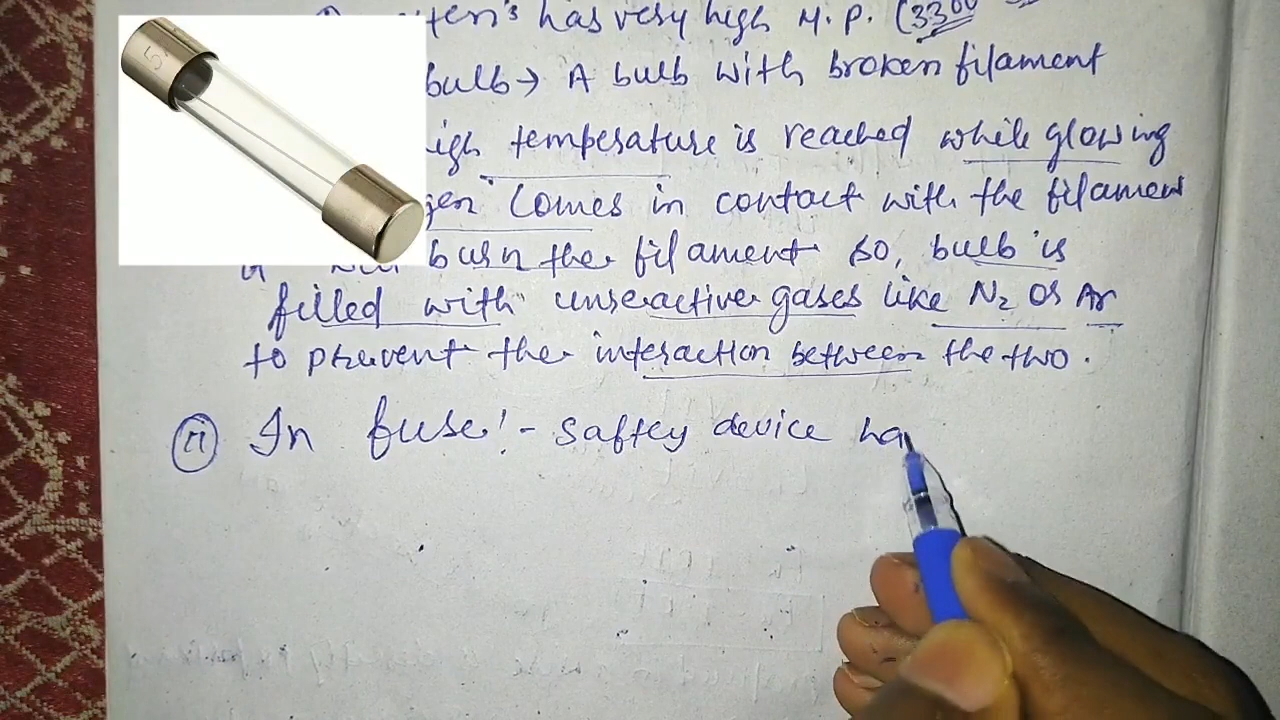 has very high M.P. (3300
bulb → A bulb with broken filament
temperature is reached while glowing
comes in contact with the filament
burn the filament so, bulb is
filled with unreactive gases like N₂ or Ar
to prevent the interaction between the two.
(ii) In fuse:- Saftey device ha
5